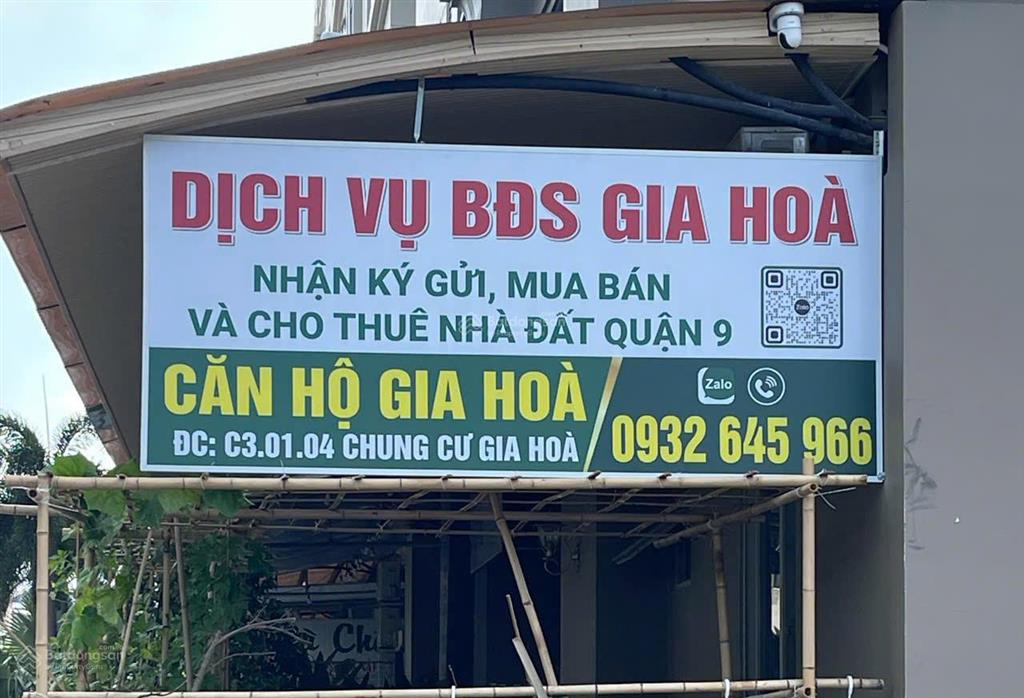 DỊCH VỤ BĐS GIA HOÀ
NHẬN KÝ GỬI, MUA BÁN
VÀ CHO THUÊ NHÀ ĐẤT QUẬN 9
Zalo
CĂN HỘ GIA HOÀ
ĐC: C3.01.04 CHUNG CƯ GIA HOÀ
Zalo
0932 645 966